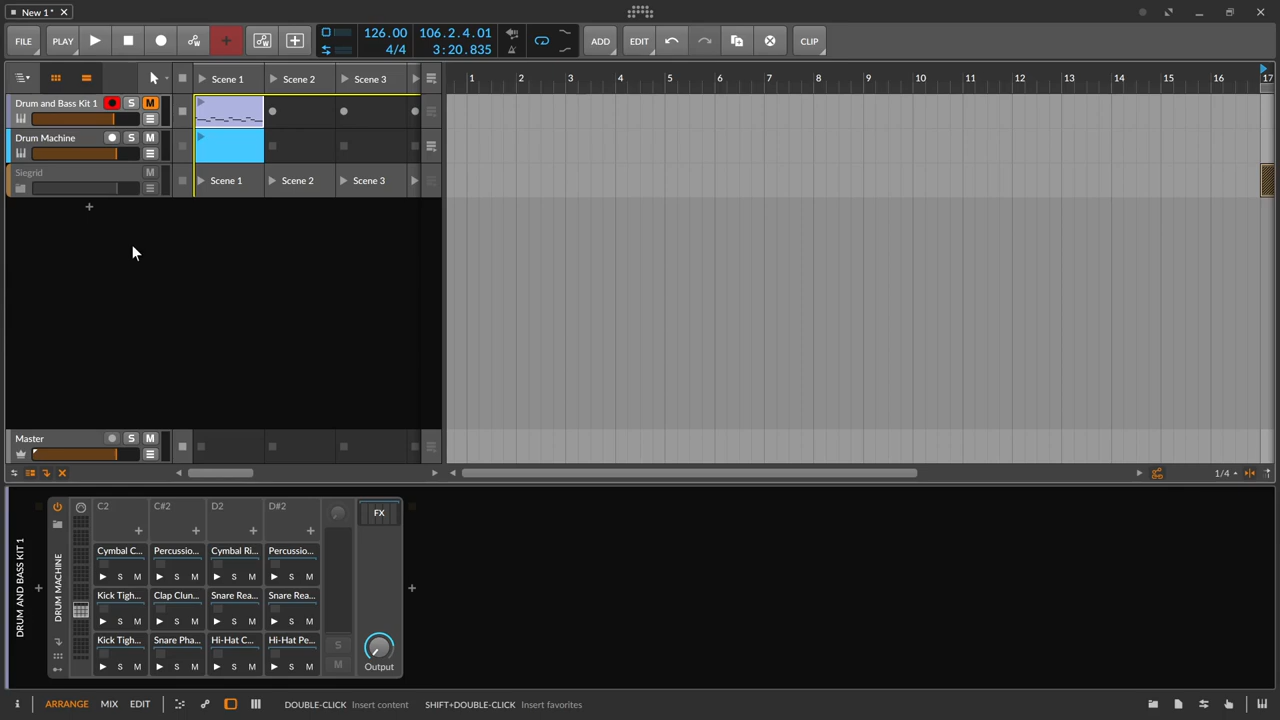 New 1*
FILE PLAY 126.00 4/4 106.2.4.01 3:20.835 ADD EDIT CLIP
Scene 1 Scene 2 Scene 3
1 2 3 4 5 6 7 8 9 10 11 12 13 14 15 16 17
Drum and Bass Kit 1 S M
Drum Machine S M
Siegrid M
Scene 1 Scene 2 Scene 3
Master S M
1/4
DRUM AND BASS KIT 1
DRUM MACHINE
C2 C#2 D2 D#2 FX
Cymbal C... Percussio... Cymbal Ri... Percussio...
S M S M S M S M
Kick Tigh... Clap Clun... Snare Rea... Snare Rea...
S M S M S M S M
Kick Tigh... Snare Pha... Hi-Hat C... Hi-Hat Pe...
S M S M S M S M
S
M
Output
ARRANGE MIX EDIT DOUBLE-CLICK Insert content SHIFT+DOUBLE-CLICK Insert favorites